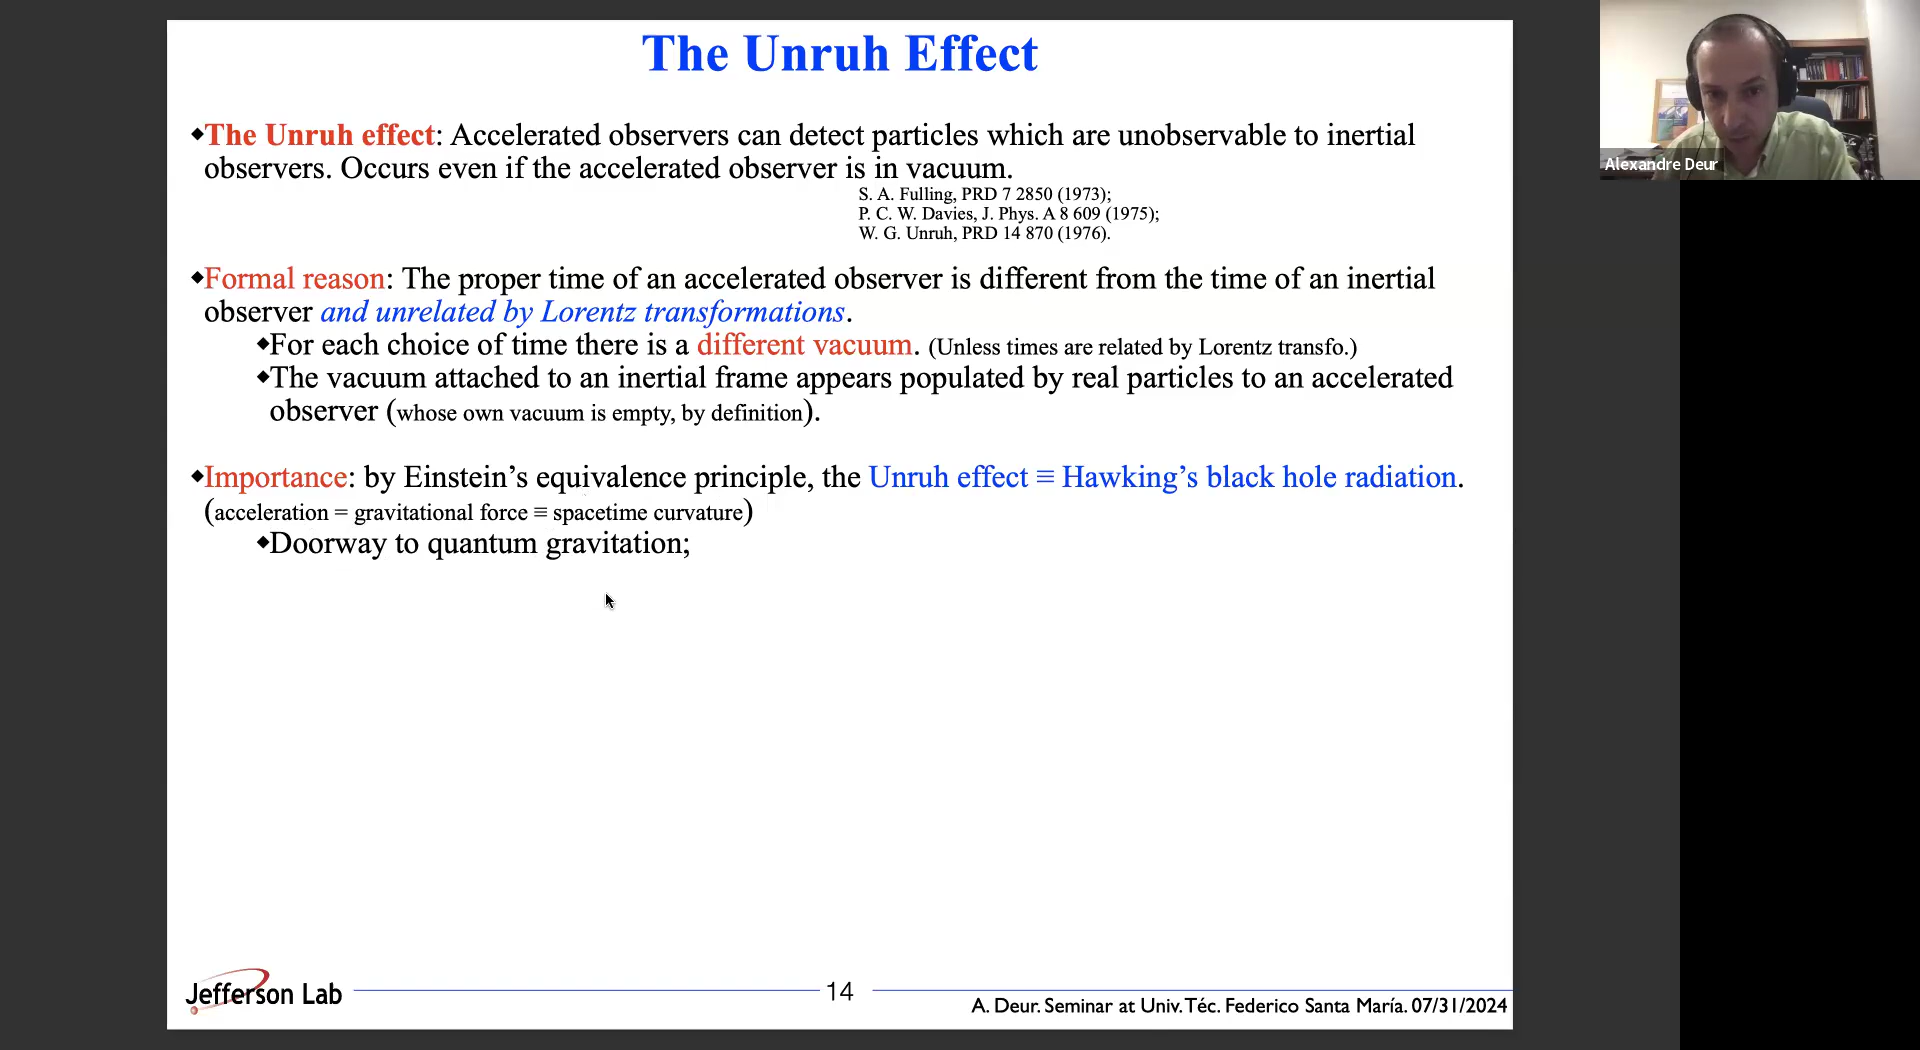 The Unruh Effect
◆The Unruh effect: Accelerated observers can detect particles which are unobservable to inertial
observers. Occurs even if the accelerated observer is in vacuum.
S. A. Fulling, PRD 7 2850 (1973);
P. C. W. Davies, J. Phys. A 8 609 (1975);
W. G. Unruh, PRD 14 870 (1976).
◆Formal reason: The proper time of an accelerated observer is different from the time of an inertial
observer and unrelated by Lorentz transformations.
◆For each choice of time there is a different vacuum. (Unless times are related by Lorentz transfo.)
◆The vacuum attached to an inertial frame appears populated by real particles to an accelerated
observer (whose own vacuum is empty, by definition).
◆Importance: by Einstein’s equivalence principle, the Unruh effect ≡ Hawking’s black hole radiation.
(acceleration = gravitational force ≡ spacetime curvature)
◆Doorway to quantum gravitation;
Jefferson Lab
14
A. Deur. Seminar at Univ. Téc. Federico Santa María. 07/31/2024
Alexandre Deur